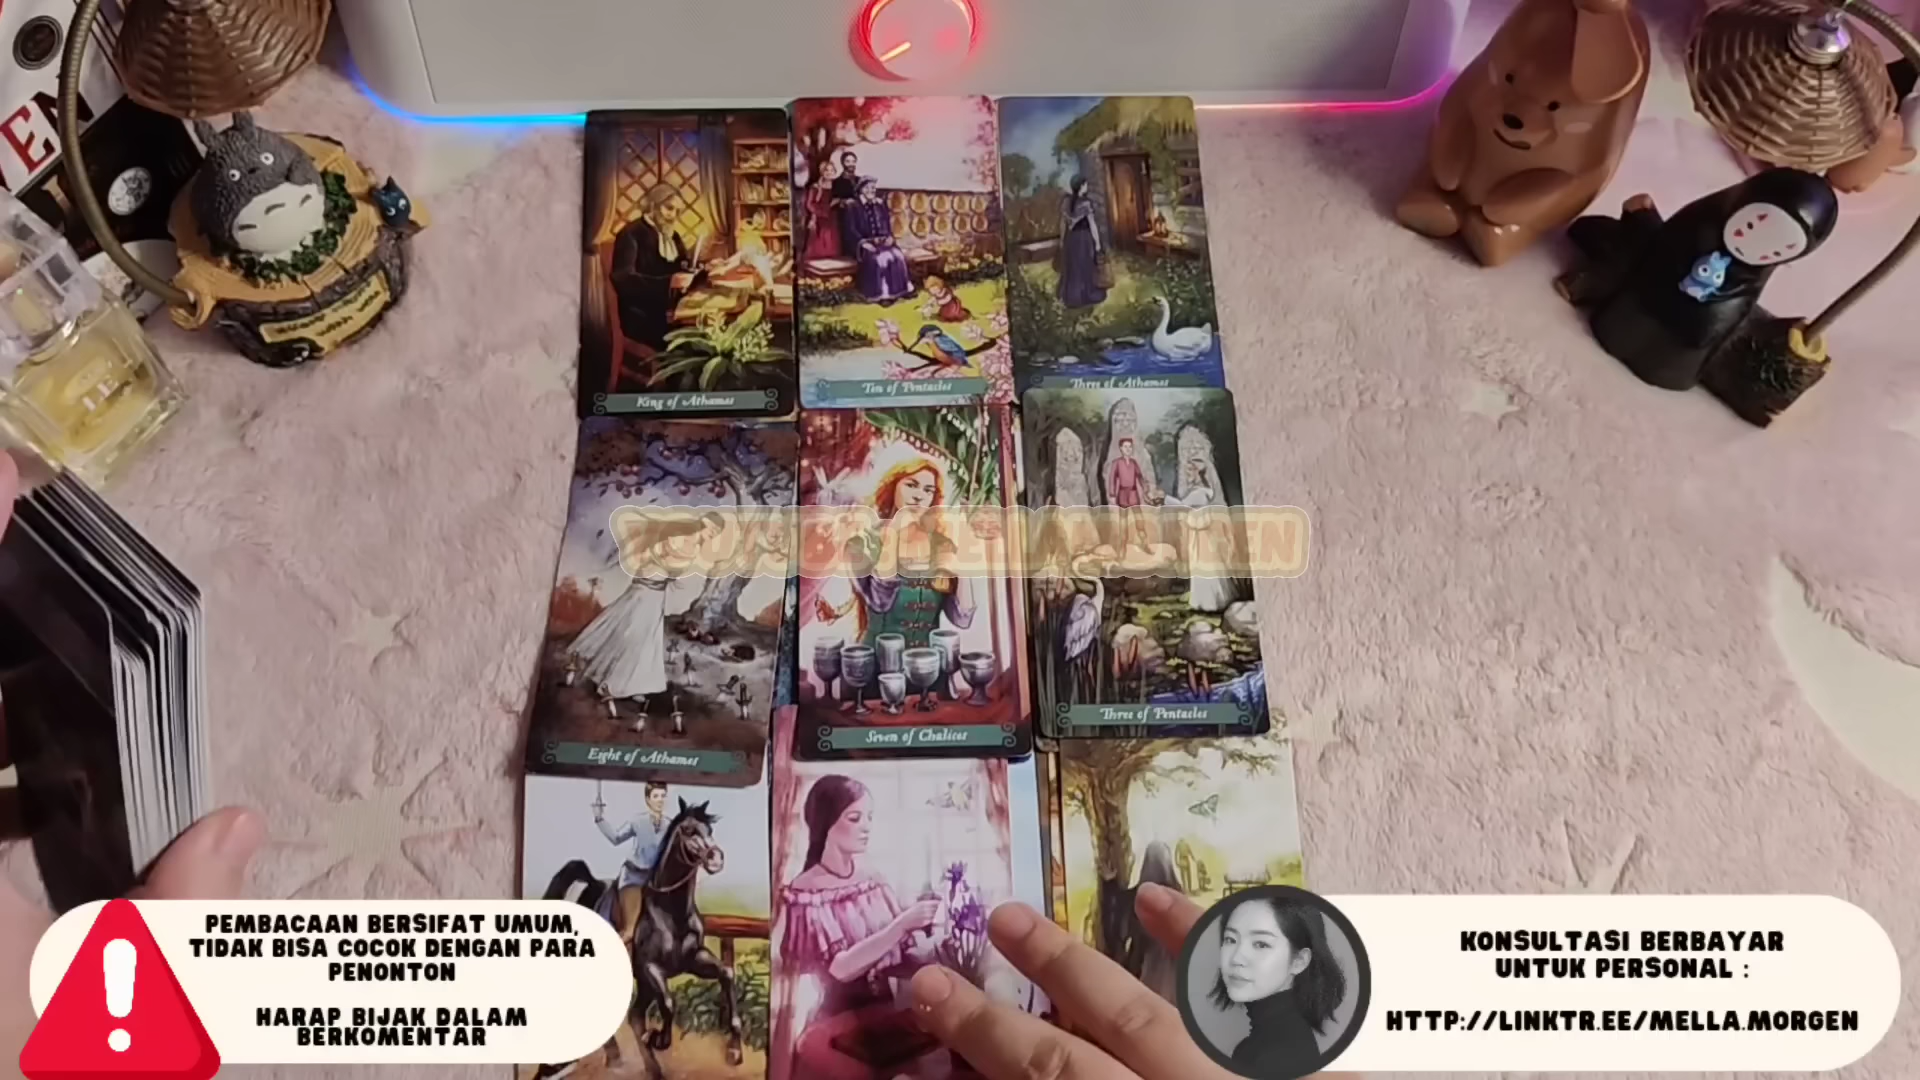 VEN
King of Athames
Ten of Pentacles
Three of Athames
Eight of Athames
Seven of Chalices
Three of Pentacles
PEMBACAAN BERSIFAT UMUM,
TIDAK BISA COCOK DENGAN PARA
PENONTON
HARAP BIJAK DALAM
BERKOMENTAR
KONSULTASI BERBAYAR
UNTUK PERSONAL :
HTTP://LINKTR.EE/MELLA.MORGEN